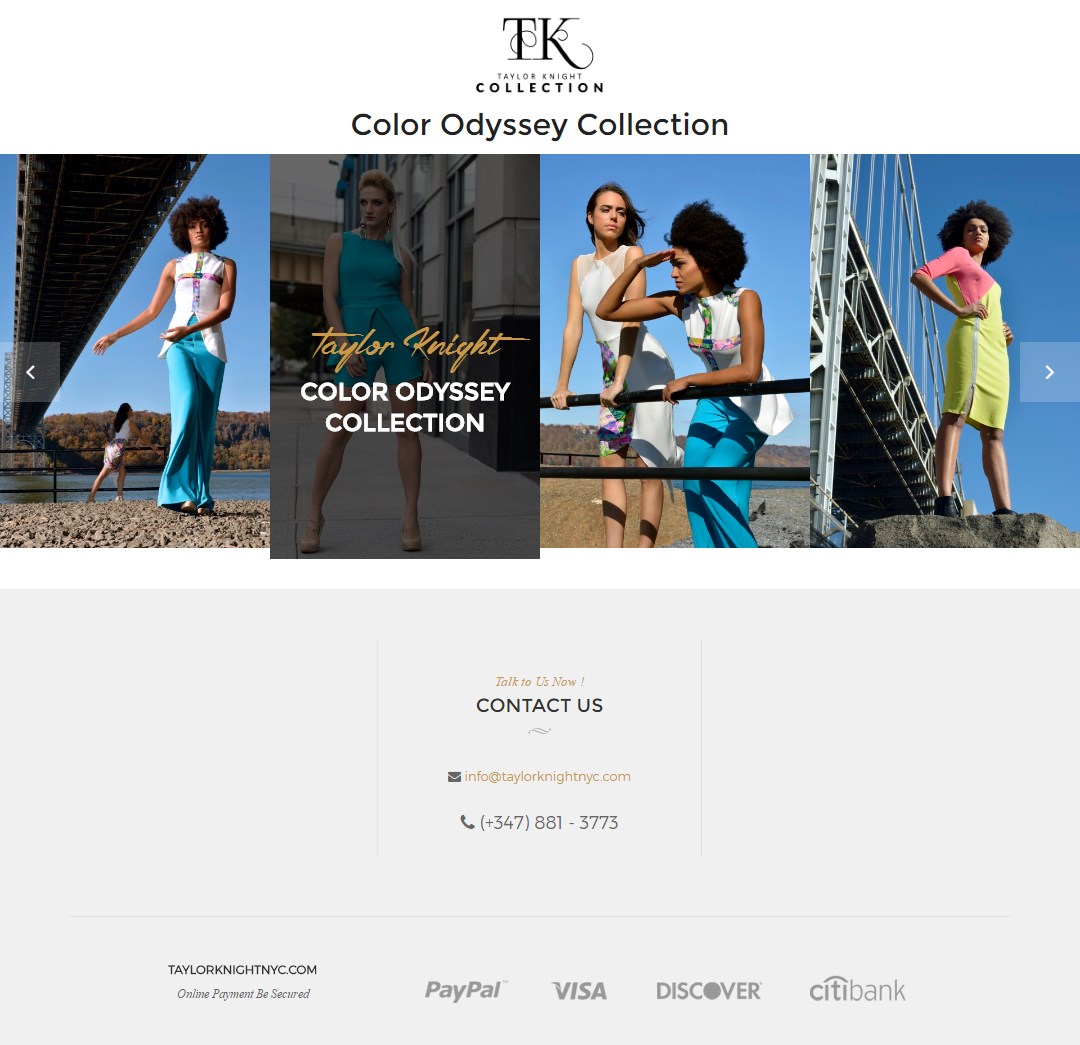 TK
TAYLOR KNIGHT
COLLECTION
Color Odyssey Collection
Taylor Knight
COLOR ODYSSEY
COLLECTION
Talk to Us Now !
CONTACT US
info@taylorknightnyc.com
(+347) 881 - 3773
TAYLORKNIGHTNYC.COM
Online Payment Be Secured
PayPal™
VISA
DISCOVER
citibank